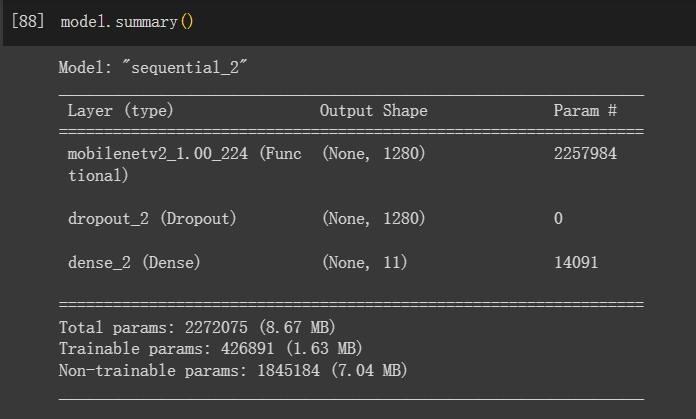 [88] model.summary()
Model: "sequential_2"
Layer (type) Output Shape Param #
mobilenetv2_1.00_224 (Func (None, 1280) 2257984
tional)
dropout_2 (Dropout) (None, 1280) 0
dense_2 (Dense) (None, 11) 14091
Total params: 2272075 (8.67 MB)
Trainable params: 426891 (1.63 MB)
Non-trainable params: 1845184 (7.04 MB)